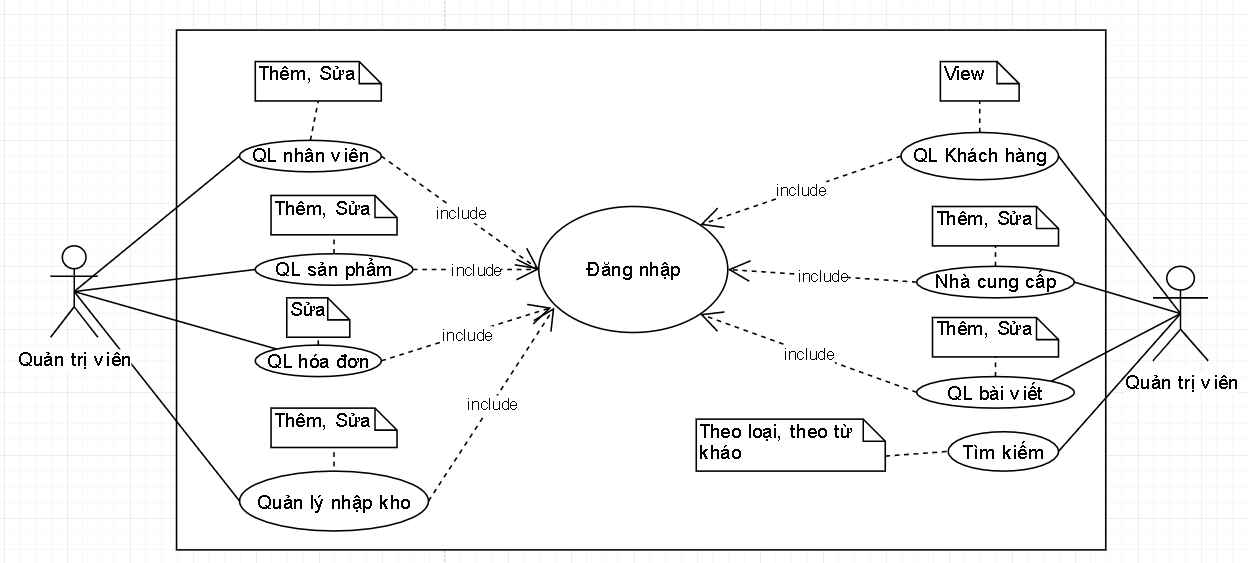 Thêm, Sửa
QL nhân viên
Thêm, Sửa
QL sản phẩm
Sửa
QL hóa đơn
Thêm, Sửa
Quản lý nhập kho
Quản trị viên
include
include
include
include
Đăng nhập
include
include
include
View
QL Khách hàng
Thêm, Sửa
Nhà cung cấp
Thêm, Sửa
QL bài viết
Theo loại, theo từ
kháo
Tìm kiếm
Quản trị viên